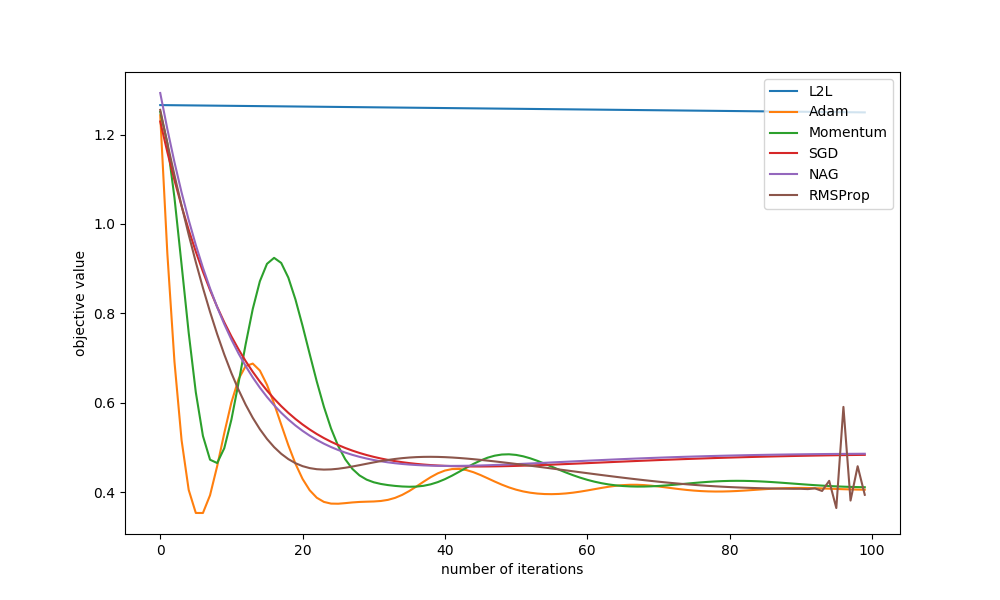 L2L
Adam
Momentum
SGD
NAG
RMSProp
1.2
1.0
0.8
0.6
0.4
objective value
0 20 40 60 80 100
number of iterations